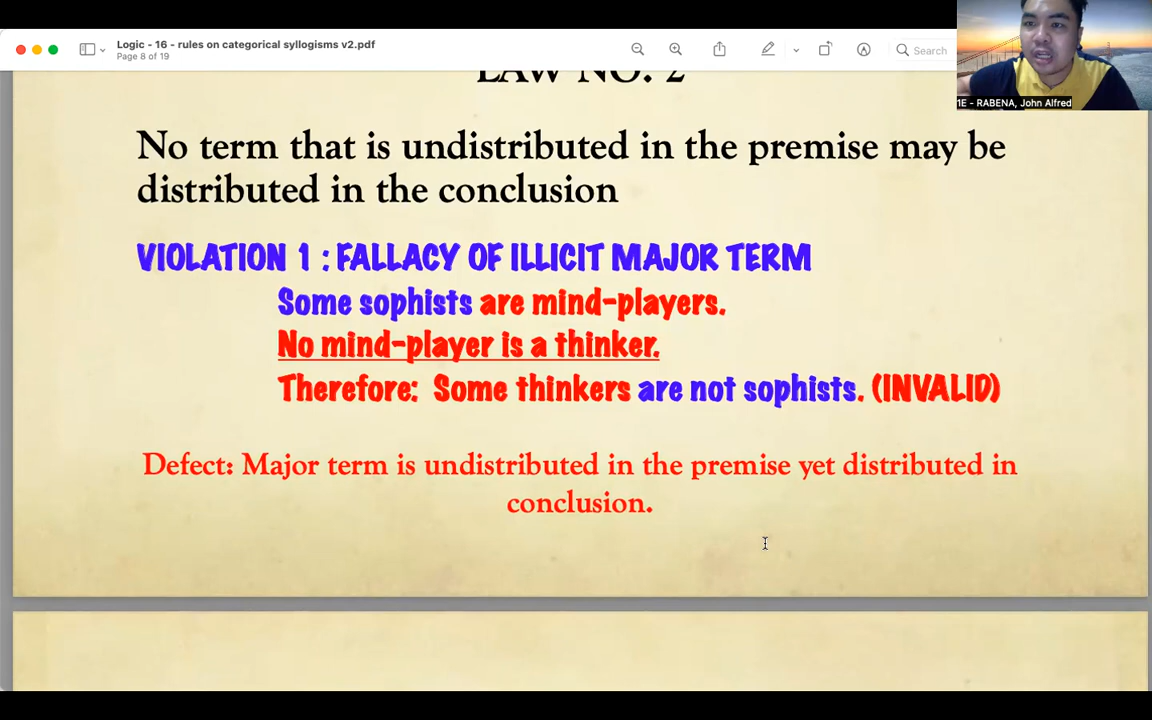 Logic - 16 - rules on categorical syllogisms v2.pdf
Page 8 of 19
Search
1E - RABENA, John Alfred
LAW NO. 2
No term that is undistributed in the premise may be
distributed in the conclusion
VIOLATION 1 : FALLACY OF ILLICIT MAJOR TERM
Some sophists are mind-players.
No mind-player is a thinker.
Therefore: Some thinkers are not sophists. (INVALID)
Defect: Major term is undistributed in the premise yet distributed in
conclusion.